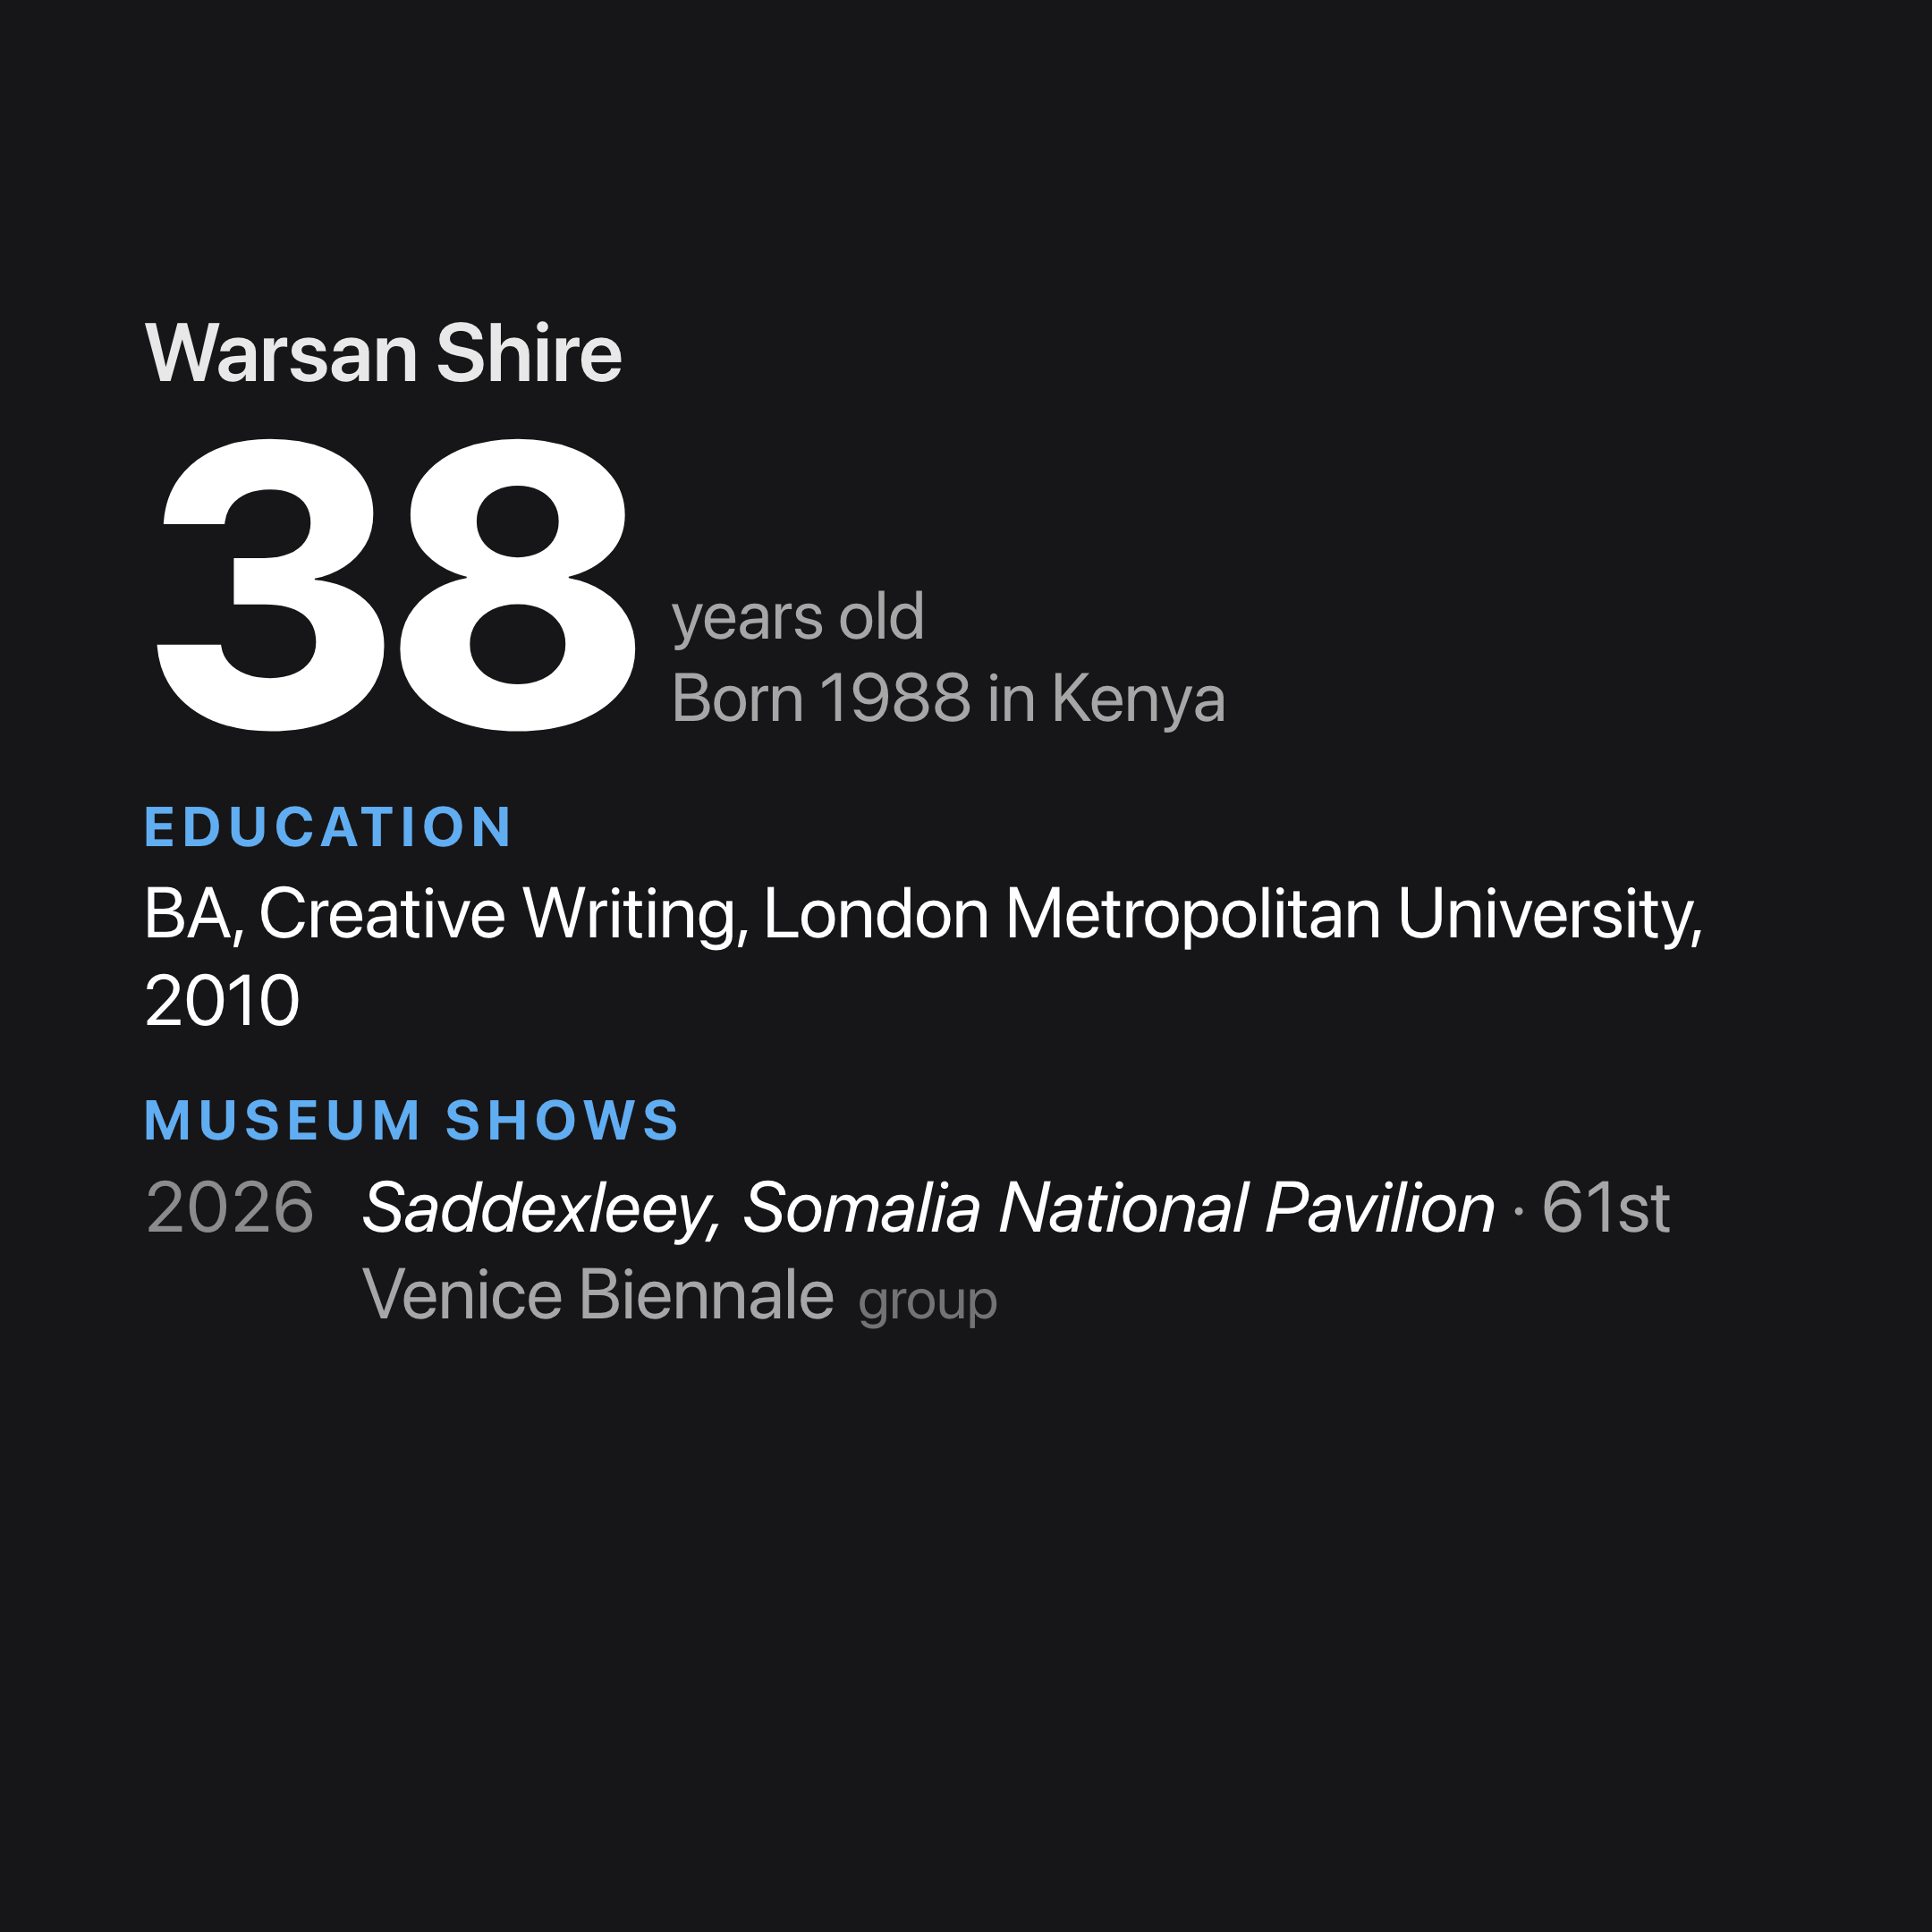 Warsan Shire
38
years old
Born 1988 in Kenya
EDUCATION
BA, Creative Writing, London Metropolitan University,
2010
MUSEUM SHOWS
2026 Saddexleey, Somalia National Pavilion · 61st
Venice Biennale group